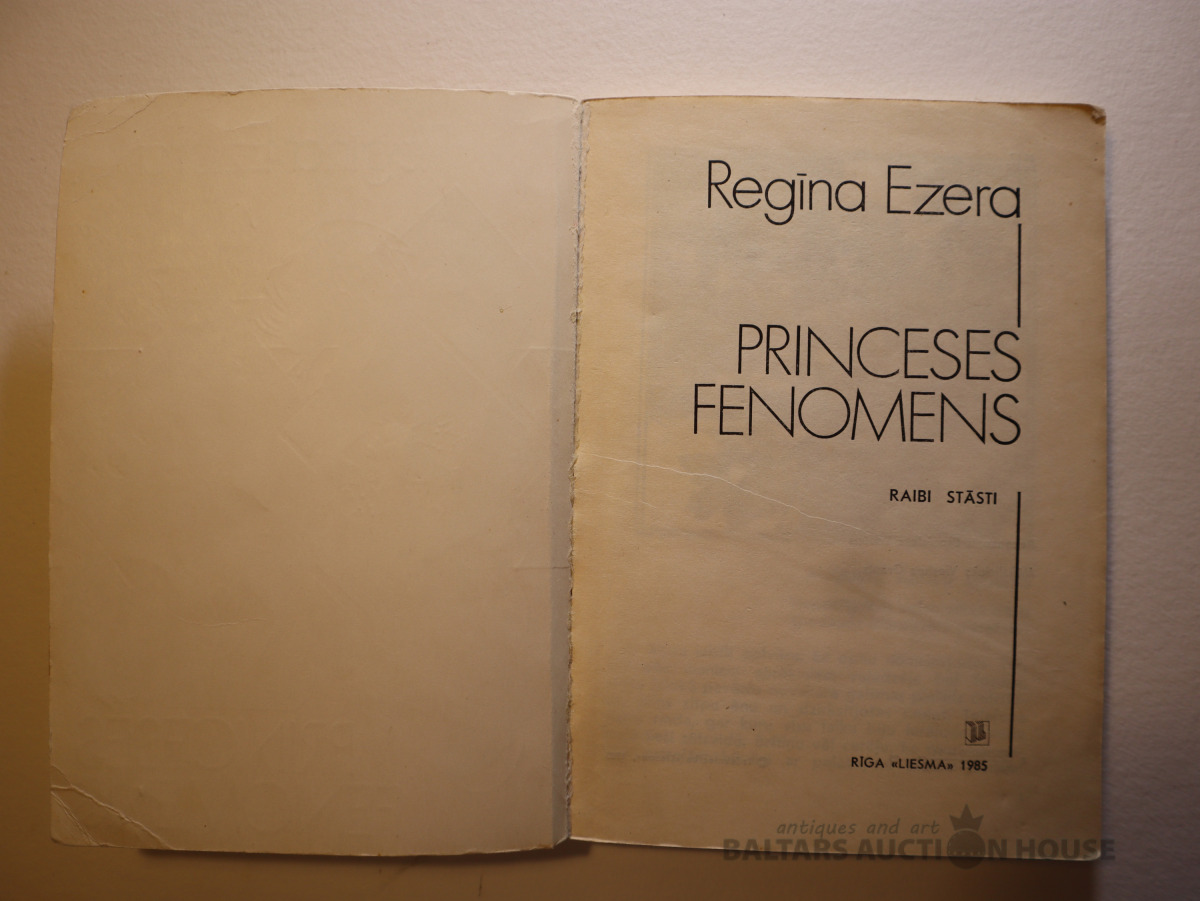 Regīna Ezera
PRINCESES
FENOMENS
RAIBI STĀSTI
RĪGA «LIESMA» 1985
antiques and art
BALTARS AUCTION HOUSE